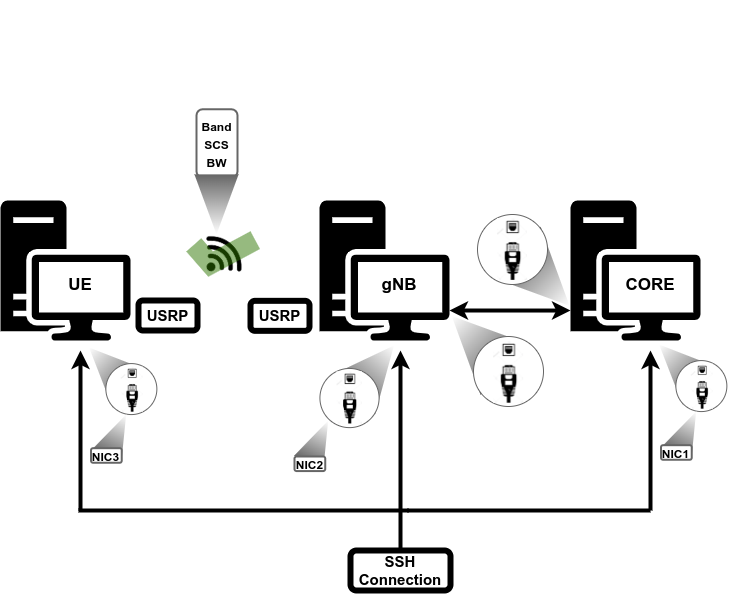 Band
SCS
BW
UE
gNB
CORE
USRP
USRP
NIC3
NIC2
NIC1
SSH
Connection